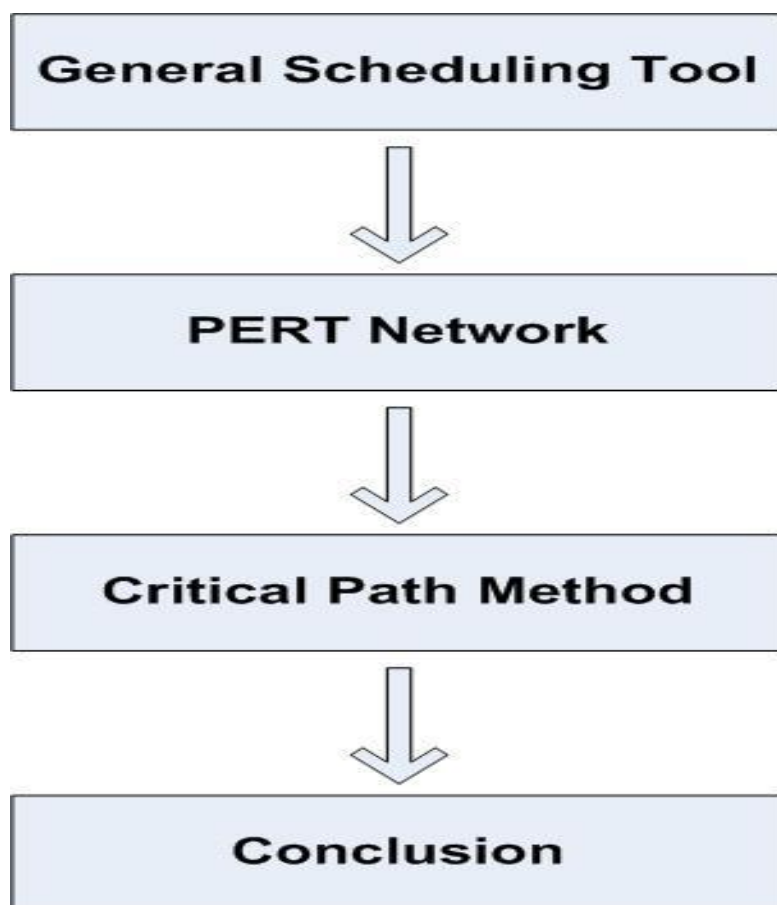 General Scheduling Tool
PERT Network
Critical Path Method
Conclusion